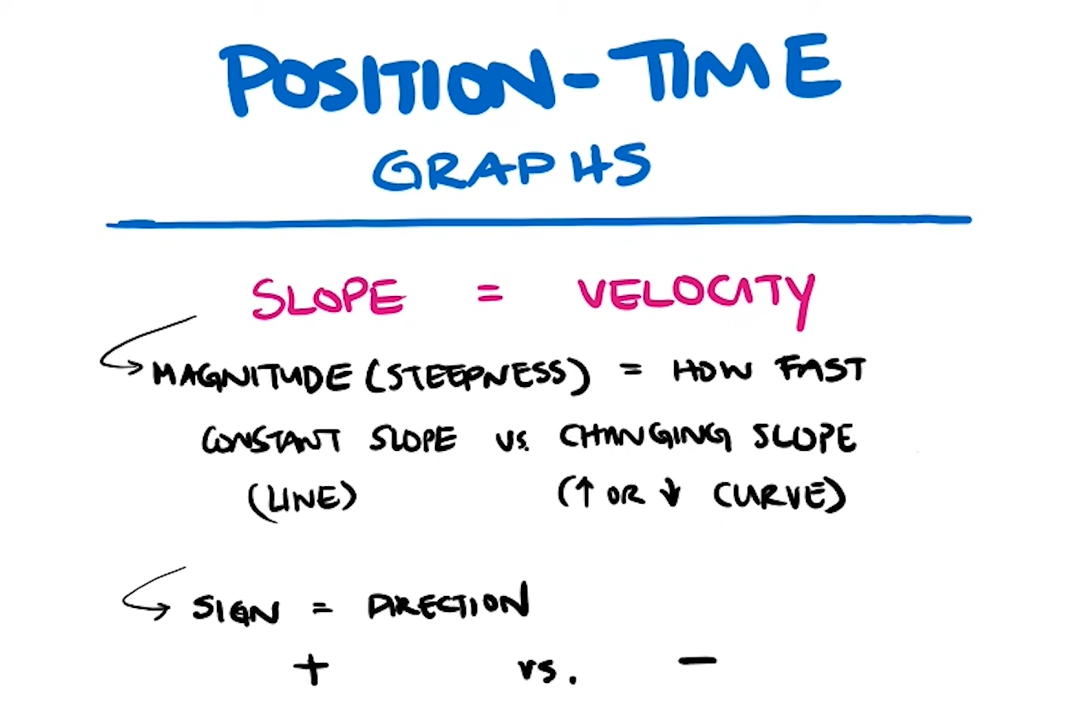 POSITION-TIME
GRAPHS
SLOPE = VELOCITY
MAGNITUDE (STEEPNESS) = HOW FAST
CONSTANT SLOPE vs. CHANGING SLOPE
(LINE) (↑ OR ↓ CURVE)
SIGN = DIRECTION
+ vs. −